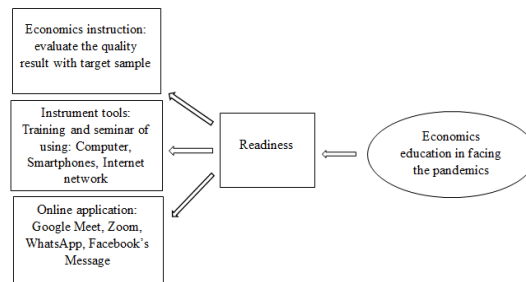 Economics instruction:
evaluate the quality
result with target sample
Instrument tools:
Training and seminar of
using: Computer,
Smartphones, Internet
network
Readiness
Economics
education in facing
the pandemics
Online application:
Google Meet, Zoom,
WhatsApp, Facebook's
Message